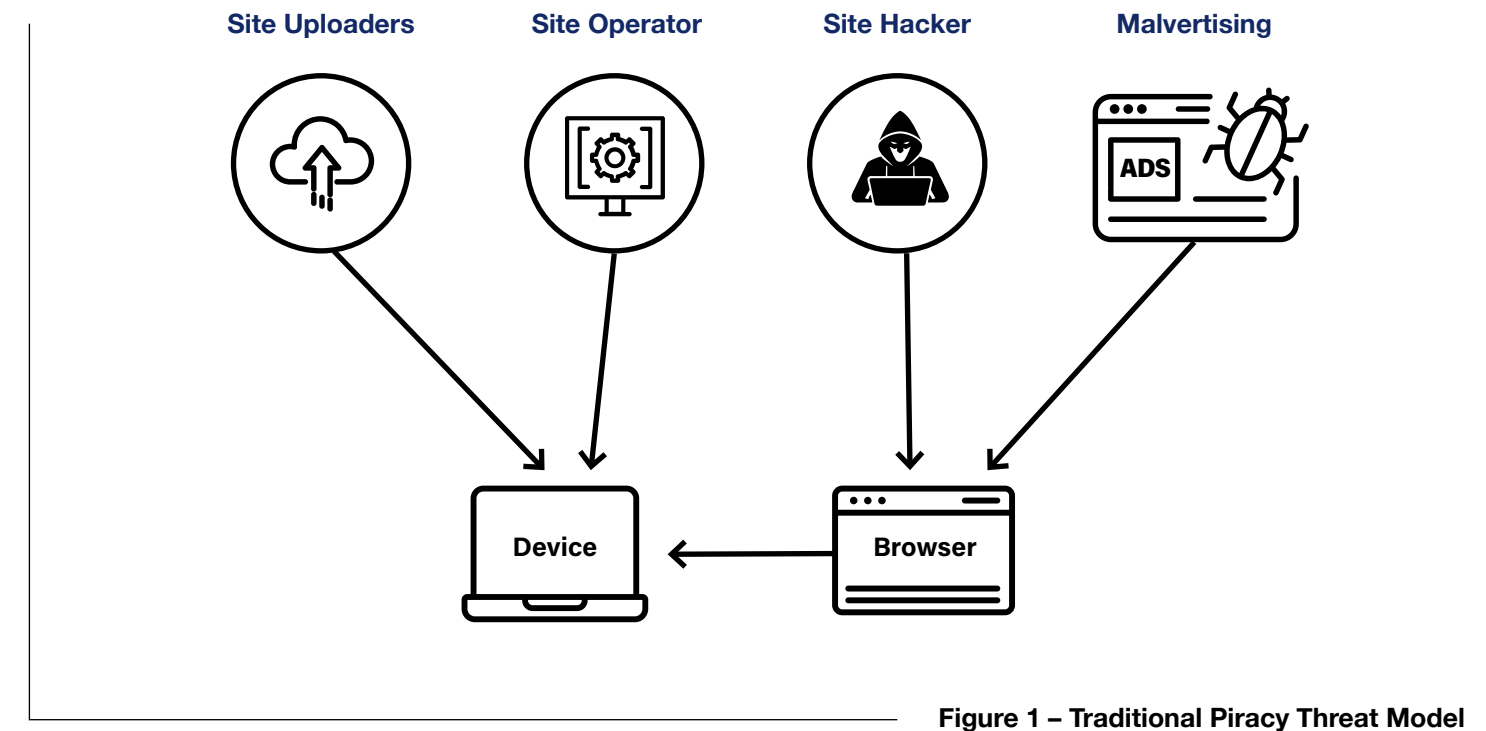 Site Uploaders
Site Operator
Site Hacker
Malvertising
ADS
Device
Browser
Figure 1 – Traditional Piracy Threat Model